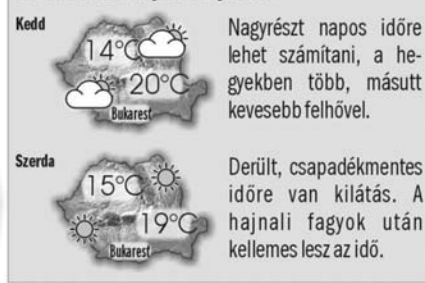 Kedd
14°C
20°C
Bukarest
Nagyrészt napos időre
lehet számítani, a he-
gyekben több, másutt
kevesebb felhővel.
Szerda
15°C
19°C
Bukarest
Derült, csapadékmentes
időre van kilátás. A
hajnali fagyok után
kellemes lesz az idő.